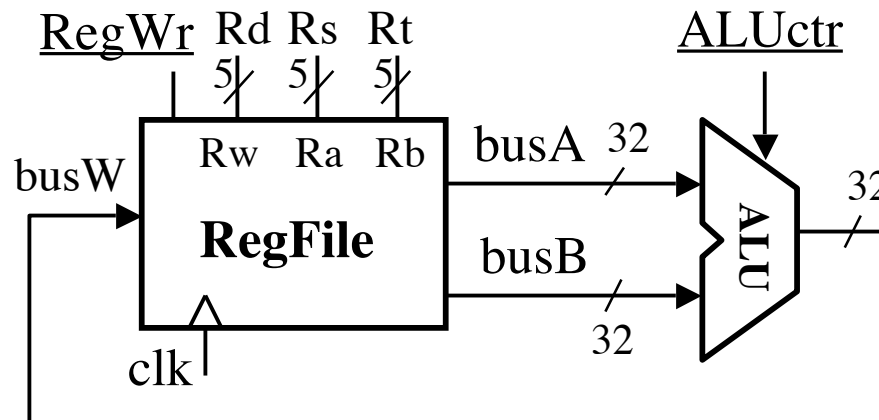 RegWr Rd Rs Rt ALUctr
5 5 5
Rw Ra Rb busA 32
busW 32
RegFile ALU
busB
32
clk